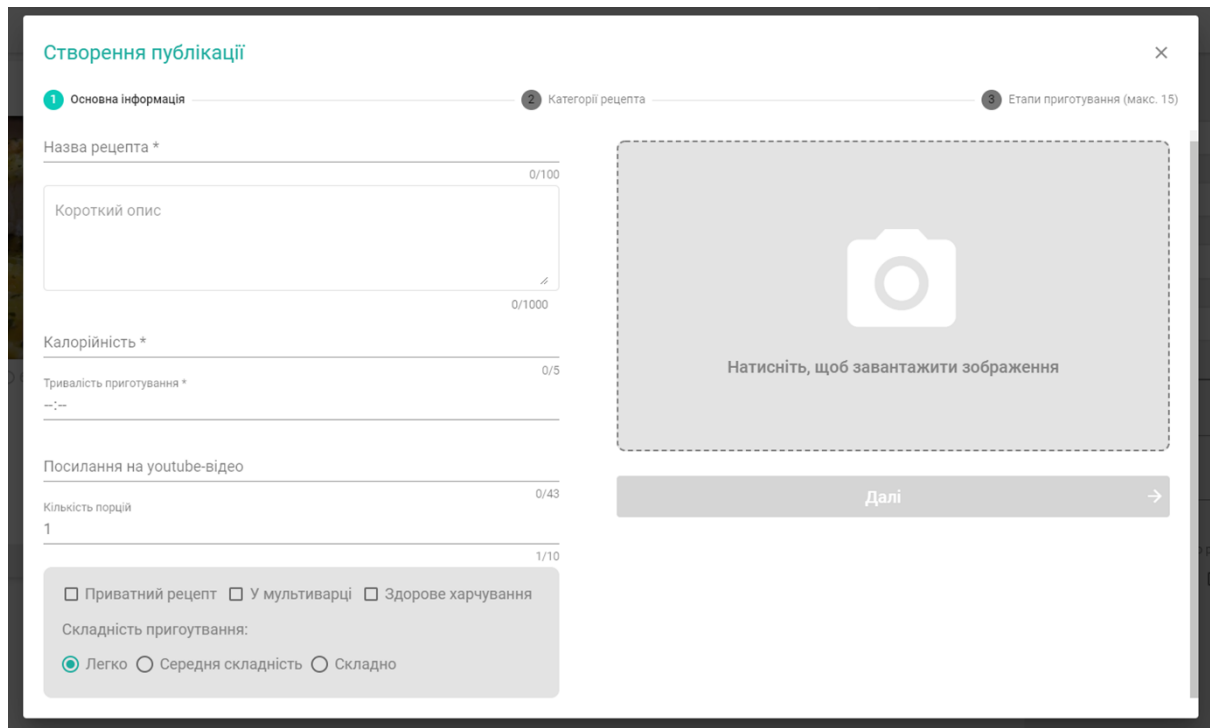 Створення публікації
1 Основна інформація
2 Категорії рецепта
3 Етапи приготування (макс. 15)
Назва рецепта *
0/100
Короткий опис
0/1000
Калорійність *
0/5
Тривалість приготування *
--:--
Посилання на youtube-відео
0/43
Кількість порцій
1
1/10
Приватний рецепт У мультиварці Здорове харчування
Складність пригоутвання:
Легко Середня складність Складно
Натисніть, щоб завантажити зображення
Далі